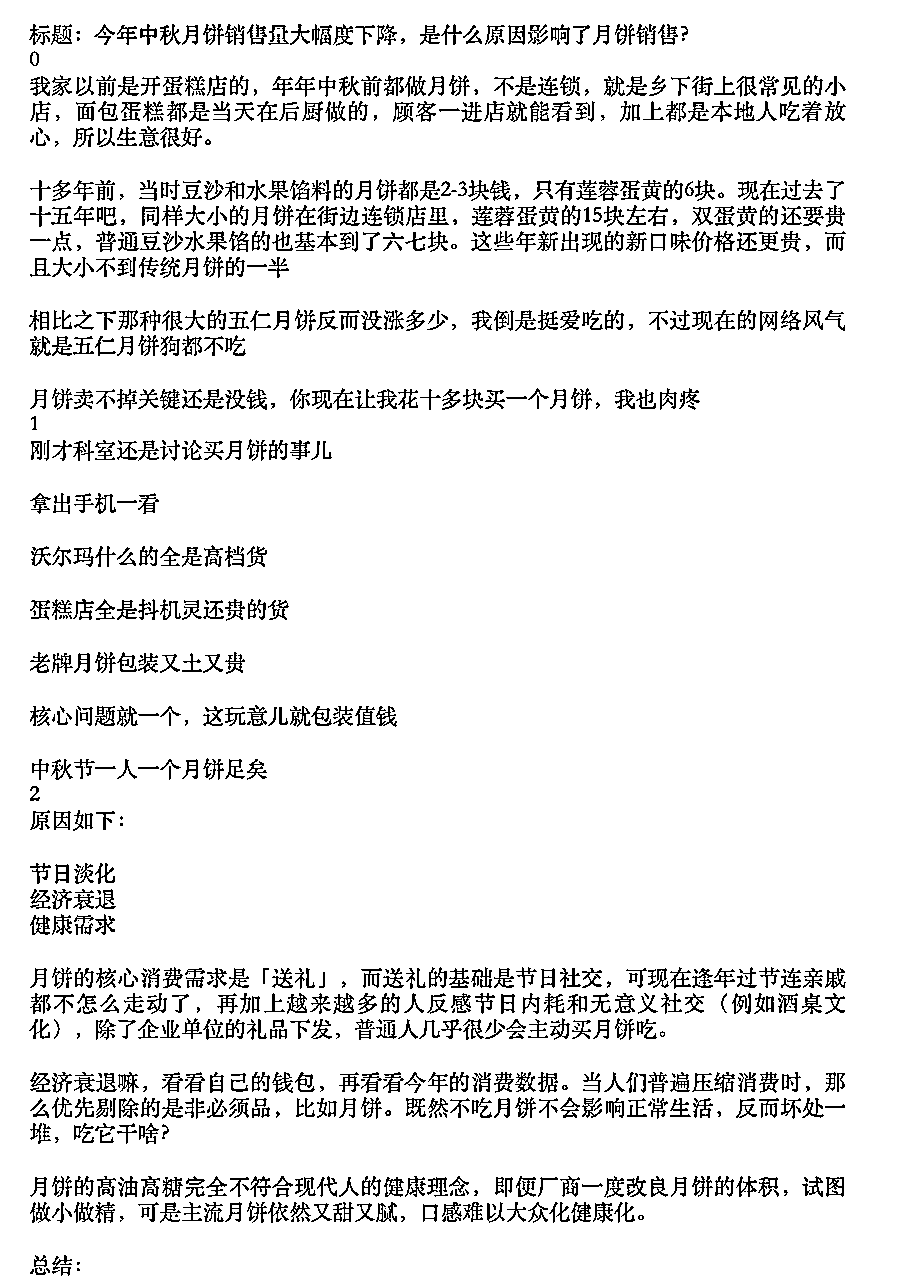 标题：今年中秋月饼销售量大幅度下降，是什么原因影响了月饼销售？
0
我家以前是开蛋糕店的，年年中秋前都做月饼，不是连锁，就是乡下街上很常见的小
店，面包蛋糕都是当天在后厨做的，顾客一进店就能看到，加上都是本地人吃着放
心，所以生意很好。
十多年前，当时豆沙和水果馅料的月饼都是2-3块钱，只有莲蓉蛋黄的6块。现在过去了
十五年吧，同样大小的月饼在街边连锁店里，莲蓉蛋黄的15块左右，双蛋黄的还要贵
一点，普通豆沙水果馅的也基本到了六七块。这些年新出现的新口味价格还更贵，而
且大小不到传统月饼的一半
相比之下那种很大的五仁月饼反而没涨多少，我倒是挺爱吃的，不过现在的网络风气
就是五仁月饼狗都不吃
月饼卖不掉关键还是没钱，你现在让我花十多块买一个月饼，我也肉疼
1
刚才科室还是讨论买月饼的事儿
拿出手机一看
沃尔玛什么的全是高档货
蛋糕店全是抖机灵还贵的货
老牌月饼包装又土又贵
核心问题就一个，这玩意儿就包装值钱
中秋节一人一个月饼足矣
2
原因如下：
节日淡化
经济衰退
健康需求
月饼的核心消费需求是「送礼」，而送礼的基础是节日社交，可现在逢年过节连亲戚
都不怎么走动了，再加上越来越多的人反感节日内耗和无意义社交（例如酒桌文
化），除了企业单位的礼品下发，普通人几乎很少会主动买月饼吃。
经济衰退嘛，看看自己的钱包，再看看今年的消费数据。当人们普遍压缩消费时，那
么优先剔除的是非必须品，比如月饼。既然不吃月饼不会影响正常生活，反而坏处一
堆，吃它干啥？
月饼的高油高糖完全不符合现代人的健康理念，即便厂商一度改良月饼的体积，试图
做小做精，可是主流月饼依然又甜又腻，口感难以大众化健康化。
总结：